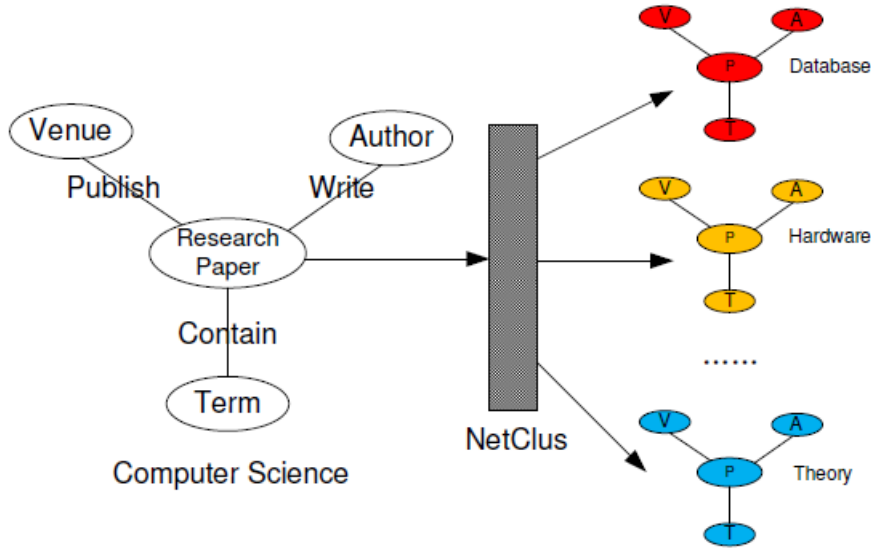 Venue
Author
Publish
Write
Research
Paper
Contain
Term
Computer Science
NetClus
V
A
P
Database
T
V
A
P
Hardware
T
......
V
A
P
Theory
T